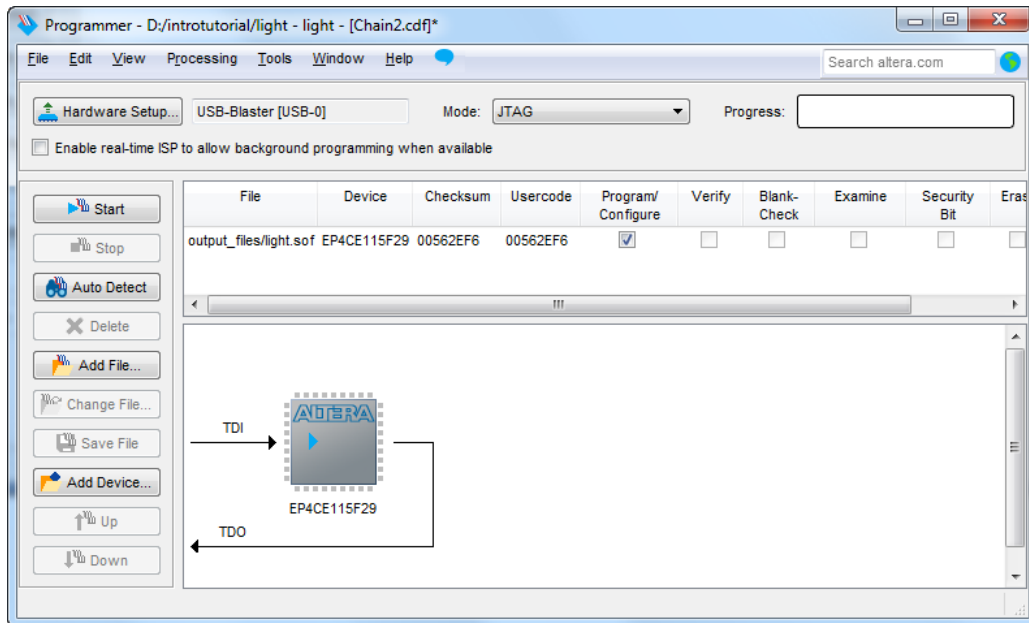 Programmer - D:/introtutorial/light - light - [Chain2.cdf]*
File Edit View Processing Tools Window Help Search altera.com
Hardware Setup... USB-Blaster [USB-0] Mode: JTAG Progress:
Enable real-time ISP to allow background programming when available
File Device Checksum Usercode Program/ Verify Blank- Examine Security Eras
Configure Check Bit
output_files/light.sof EP4CE115F29 00562EF6 00562EF6
Start
Stop
Auto Detect
Delete
Add File...
Change File...
Save File
Add Device...
Up
Down
ALTERA
TDI
EP4CE115F29
TDO